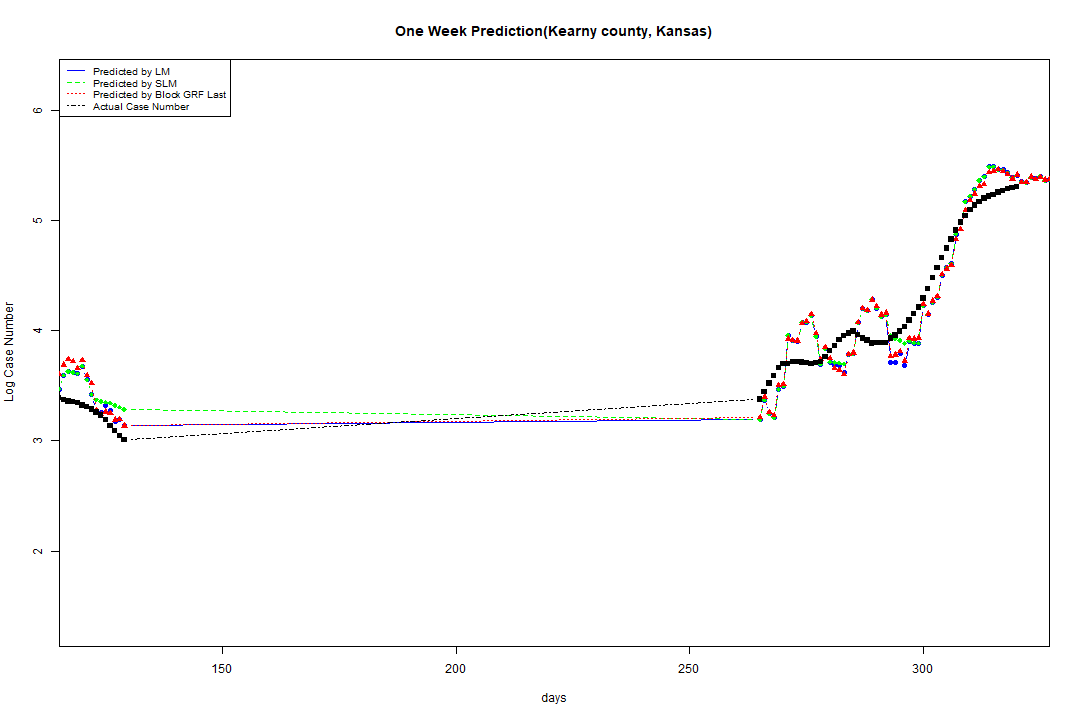 One Week Prediction(Kearny county, Kansas)
Predicted by LM
Predicted by SLM
Predicted by Block GRF Last
Actual Case Number
6
5
4
3
2
Log Case Number
150
200
250
300
days